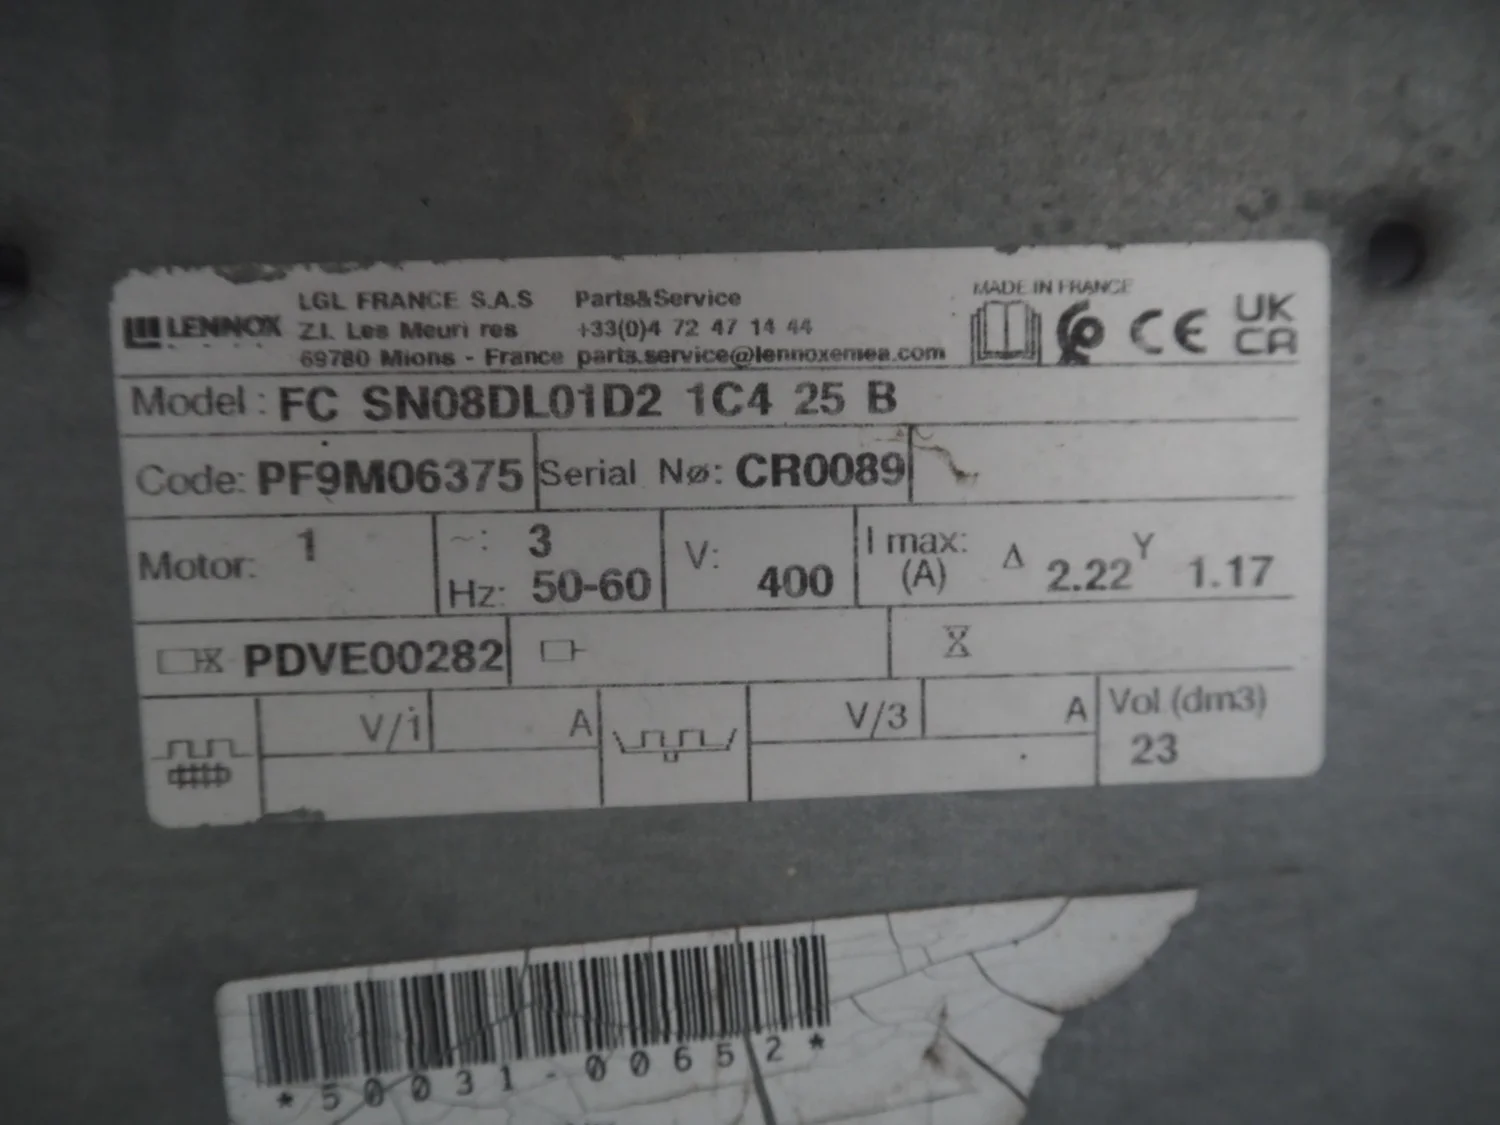 LENNOX
LGL FRANCE S.A.S
Z.I. Les Meuri res
69780 Mions - France
Parts&Service
+33(0)4 72 47 14 44
parts.service@lennoxemea.com
MADE IN FRANCE
CE
UK
CA
Model : FC SN08DL01D2 1C4 25 B
Code: PF9M06375
Serial Nø: CR0089
Motor: 1
~: 3
Hz: 50-60
V: 400
I max: (A) Δ 2.22 Y 1.17
PDVE00282
V/i
A
V/3
A
Vol (dm3)
23
*50031-00652*